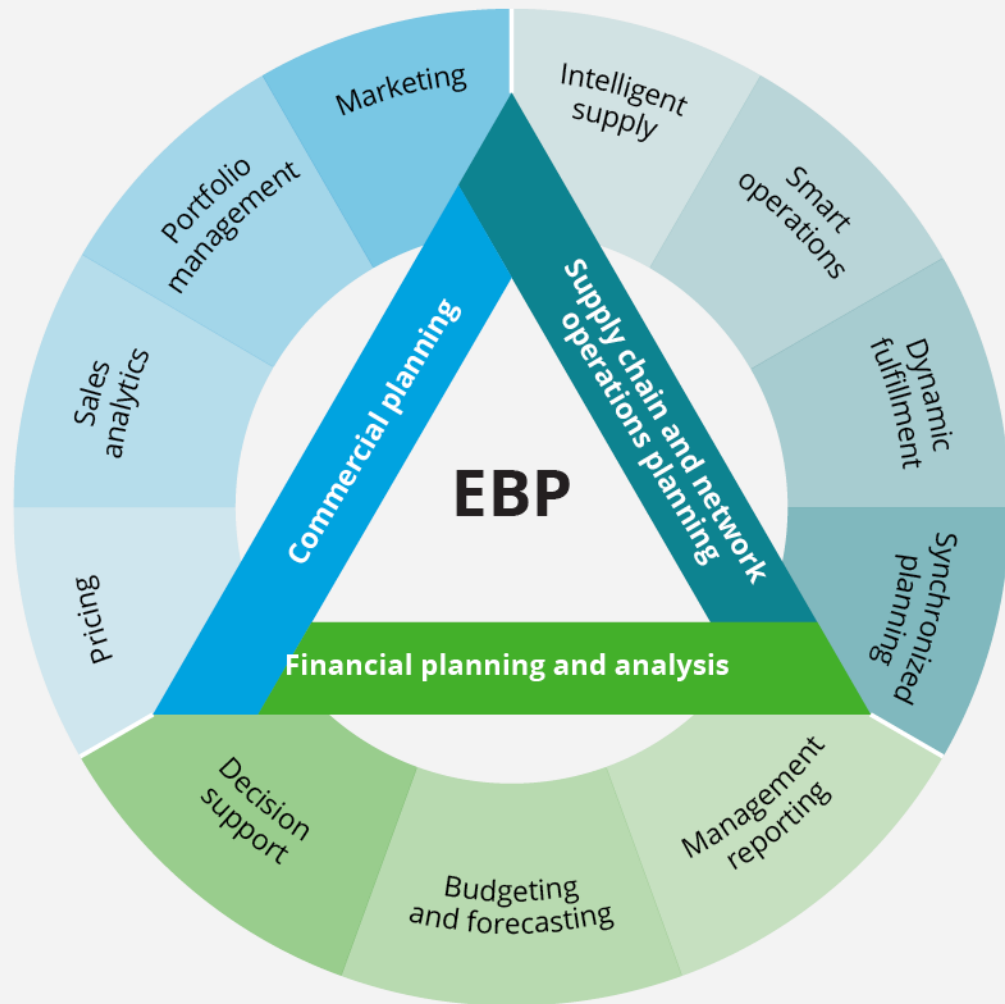 Marketing
Intelligent
supply
Smart
operations
Dynamic
fulfillment
Synchronized
planning
Management
reporting
Budgeting
and forecasting
Decision
support
Pricing
Sales
analytics
Portfolio
management
Commercial planning
Supply chain and network
operations planning
EBP
Financial planning and analysis